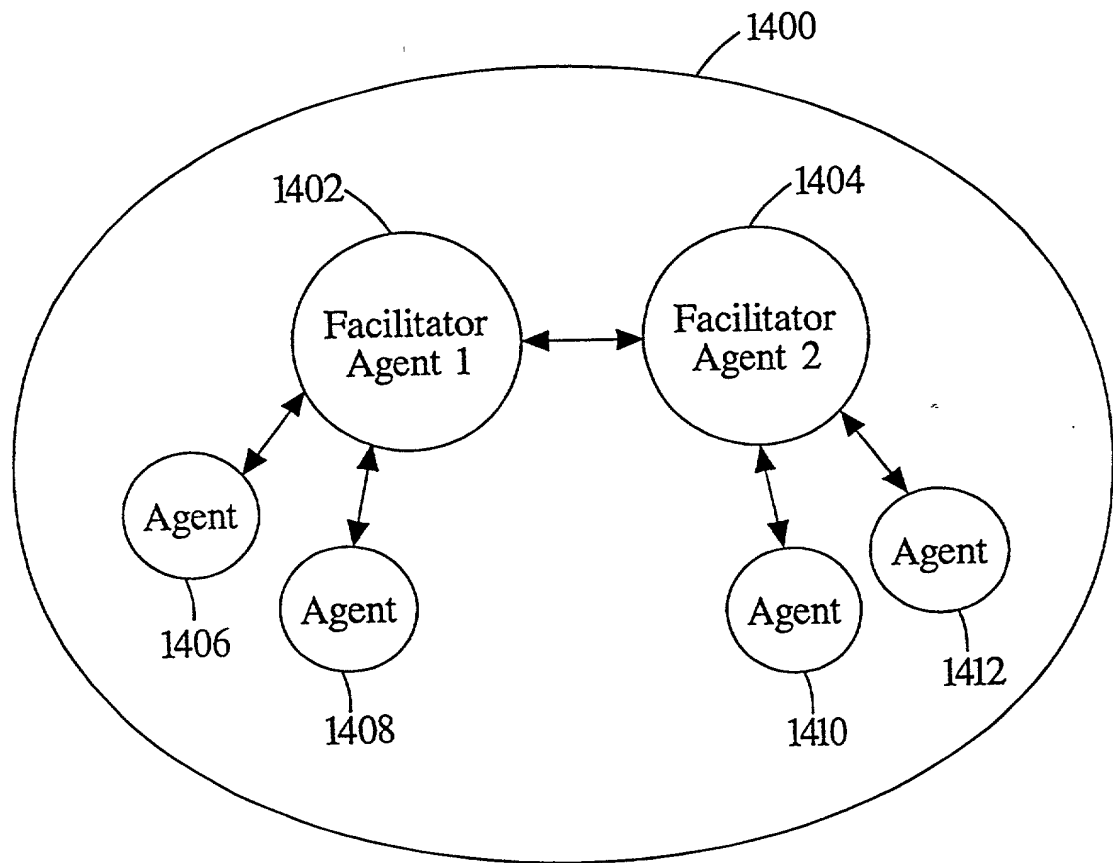 1400
1402
1404
Facilitator
Agent 1
Facilitator
Agent 2
Agent
Agent
Agent
Agent
1406
1408
1410
1412